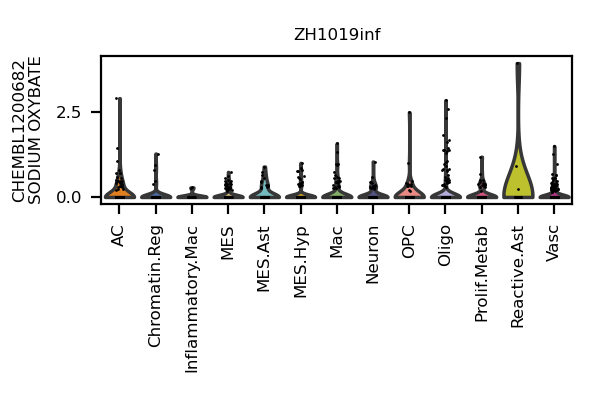 ZH1019inf
CHEMBL1200682
SODIUM OXYBATE
2.5
0.0
AC
Chromatin.Reg
Inflammatory.Mac
MES
MES.Ast
MES.Hyp
Mac
Neuron
OPC
Oligo
Prolif.Metab
Reactive.Ast
Vasc